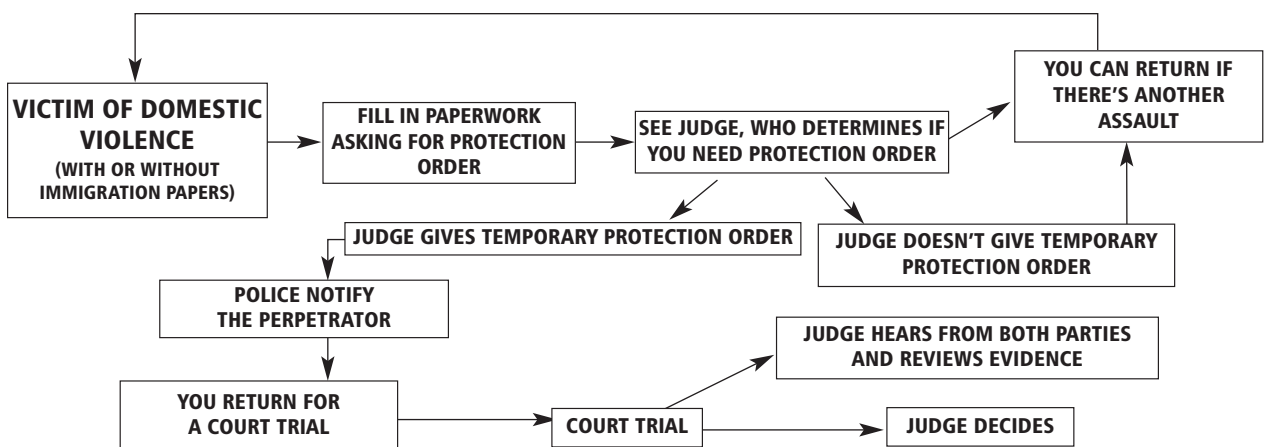 VICTIM OF DOMESTIC
VIOLENCE
(WITH OR WITHOUT
IMMIGRATION PAPERS)
FILL IN PAPERWORK
ASKING FOR PROTECTION
ORDER
SEE JUDGE, WHO DETERMINES IF
YOU NEED PROTECTION ORDER
YOU CAN RETURN IF
THERE'S ANOTHER
ASSAULT
JUDGE GIVES TEMPORARY PROTECTION ORDER
JUDGE DOESN'T GIVE TEMPORARY
PROTECTION ORDER
POLICE NOTIFY
THE PERPETRATOR
YOU RETURN FOR
A COURT TRIAL
COURT TRIAL
JUDGE HEARS FROM BOTH PARTIES
AND REVIEWS EVIDENCE
JUDGE DECIDES